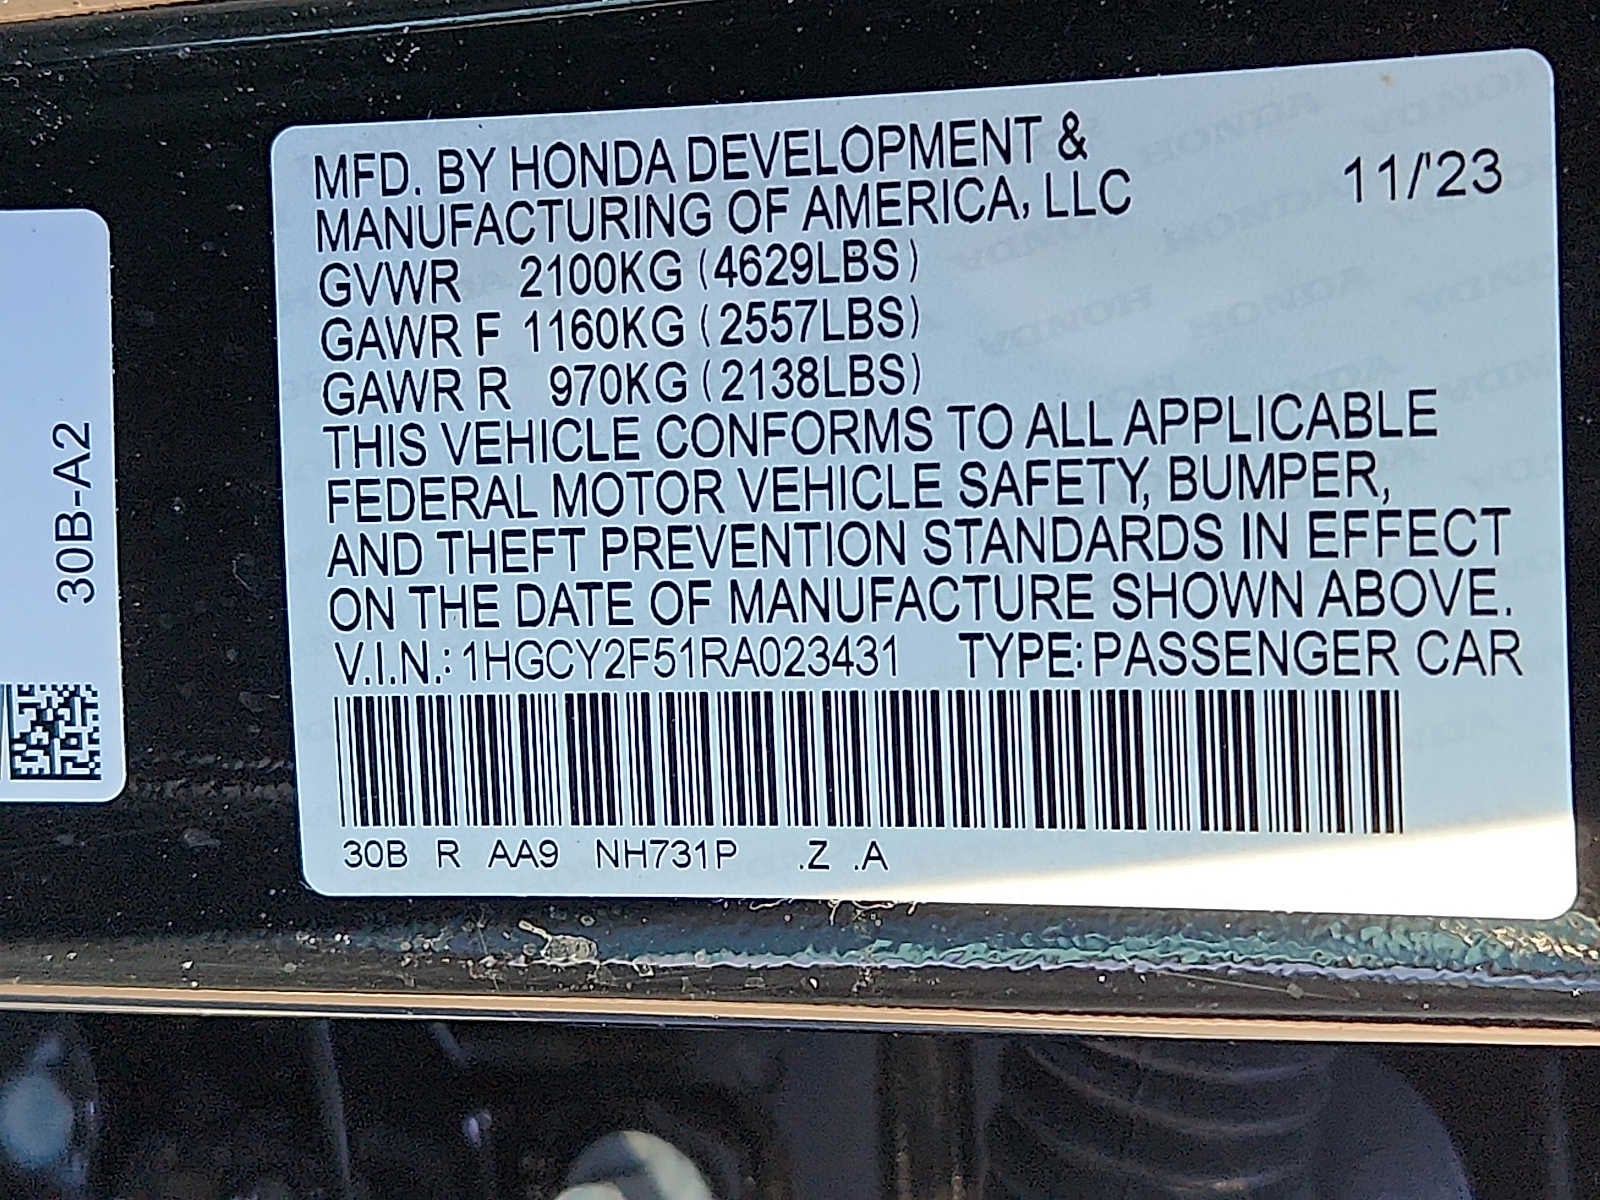 MFD. BY HONDA DEVELOPMENT &
MANUFACTURING OF AMERICA, LLC 11/'23
GVWR 2100KG (4629LBS)
GAWR F 1160KG (2557LBS)
GAWR R 970KG (2138LBS)
THIS VEHICLE CONFORMS TO ALL APPLICABLE
FEDERAL MOTOR VEHICLE SAFETY, BUMPER,
AND THEFT PREVENTION STANDARDS IN EFFECT
ON THE DATE OF MANUFACTURE SHOWN ABOVE.
V.I.N.: 1HGCY2F51RA023431 TYPE: PASSENGER CAR
30B R AA9 NH731P .Z .A
30B-A2